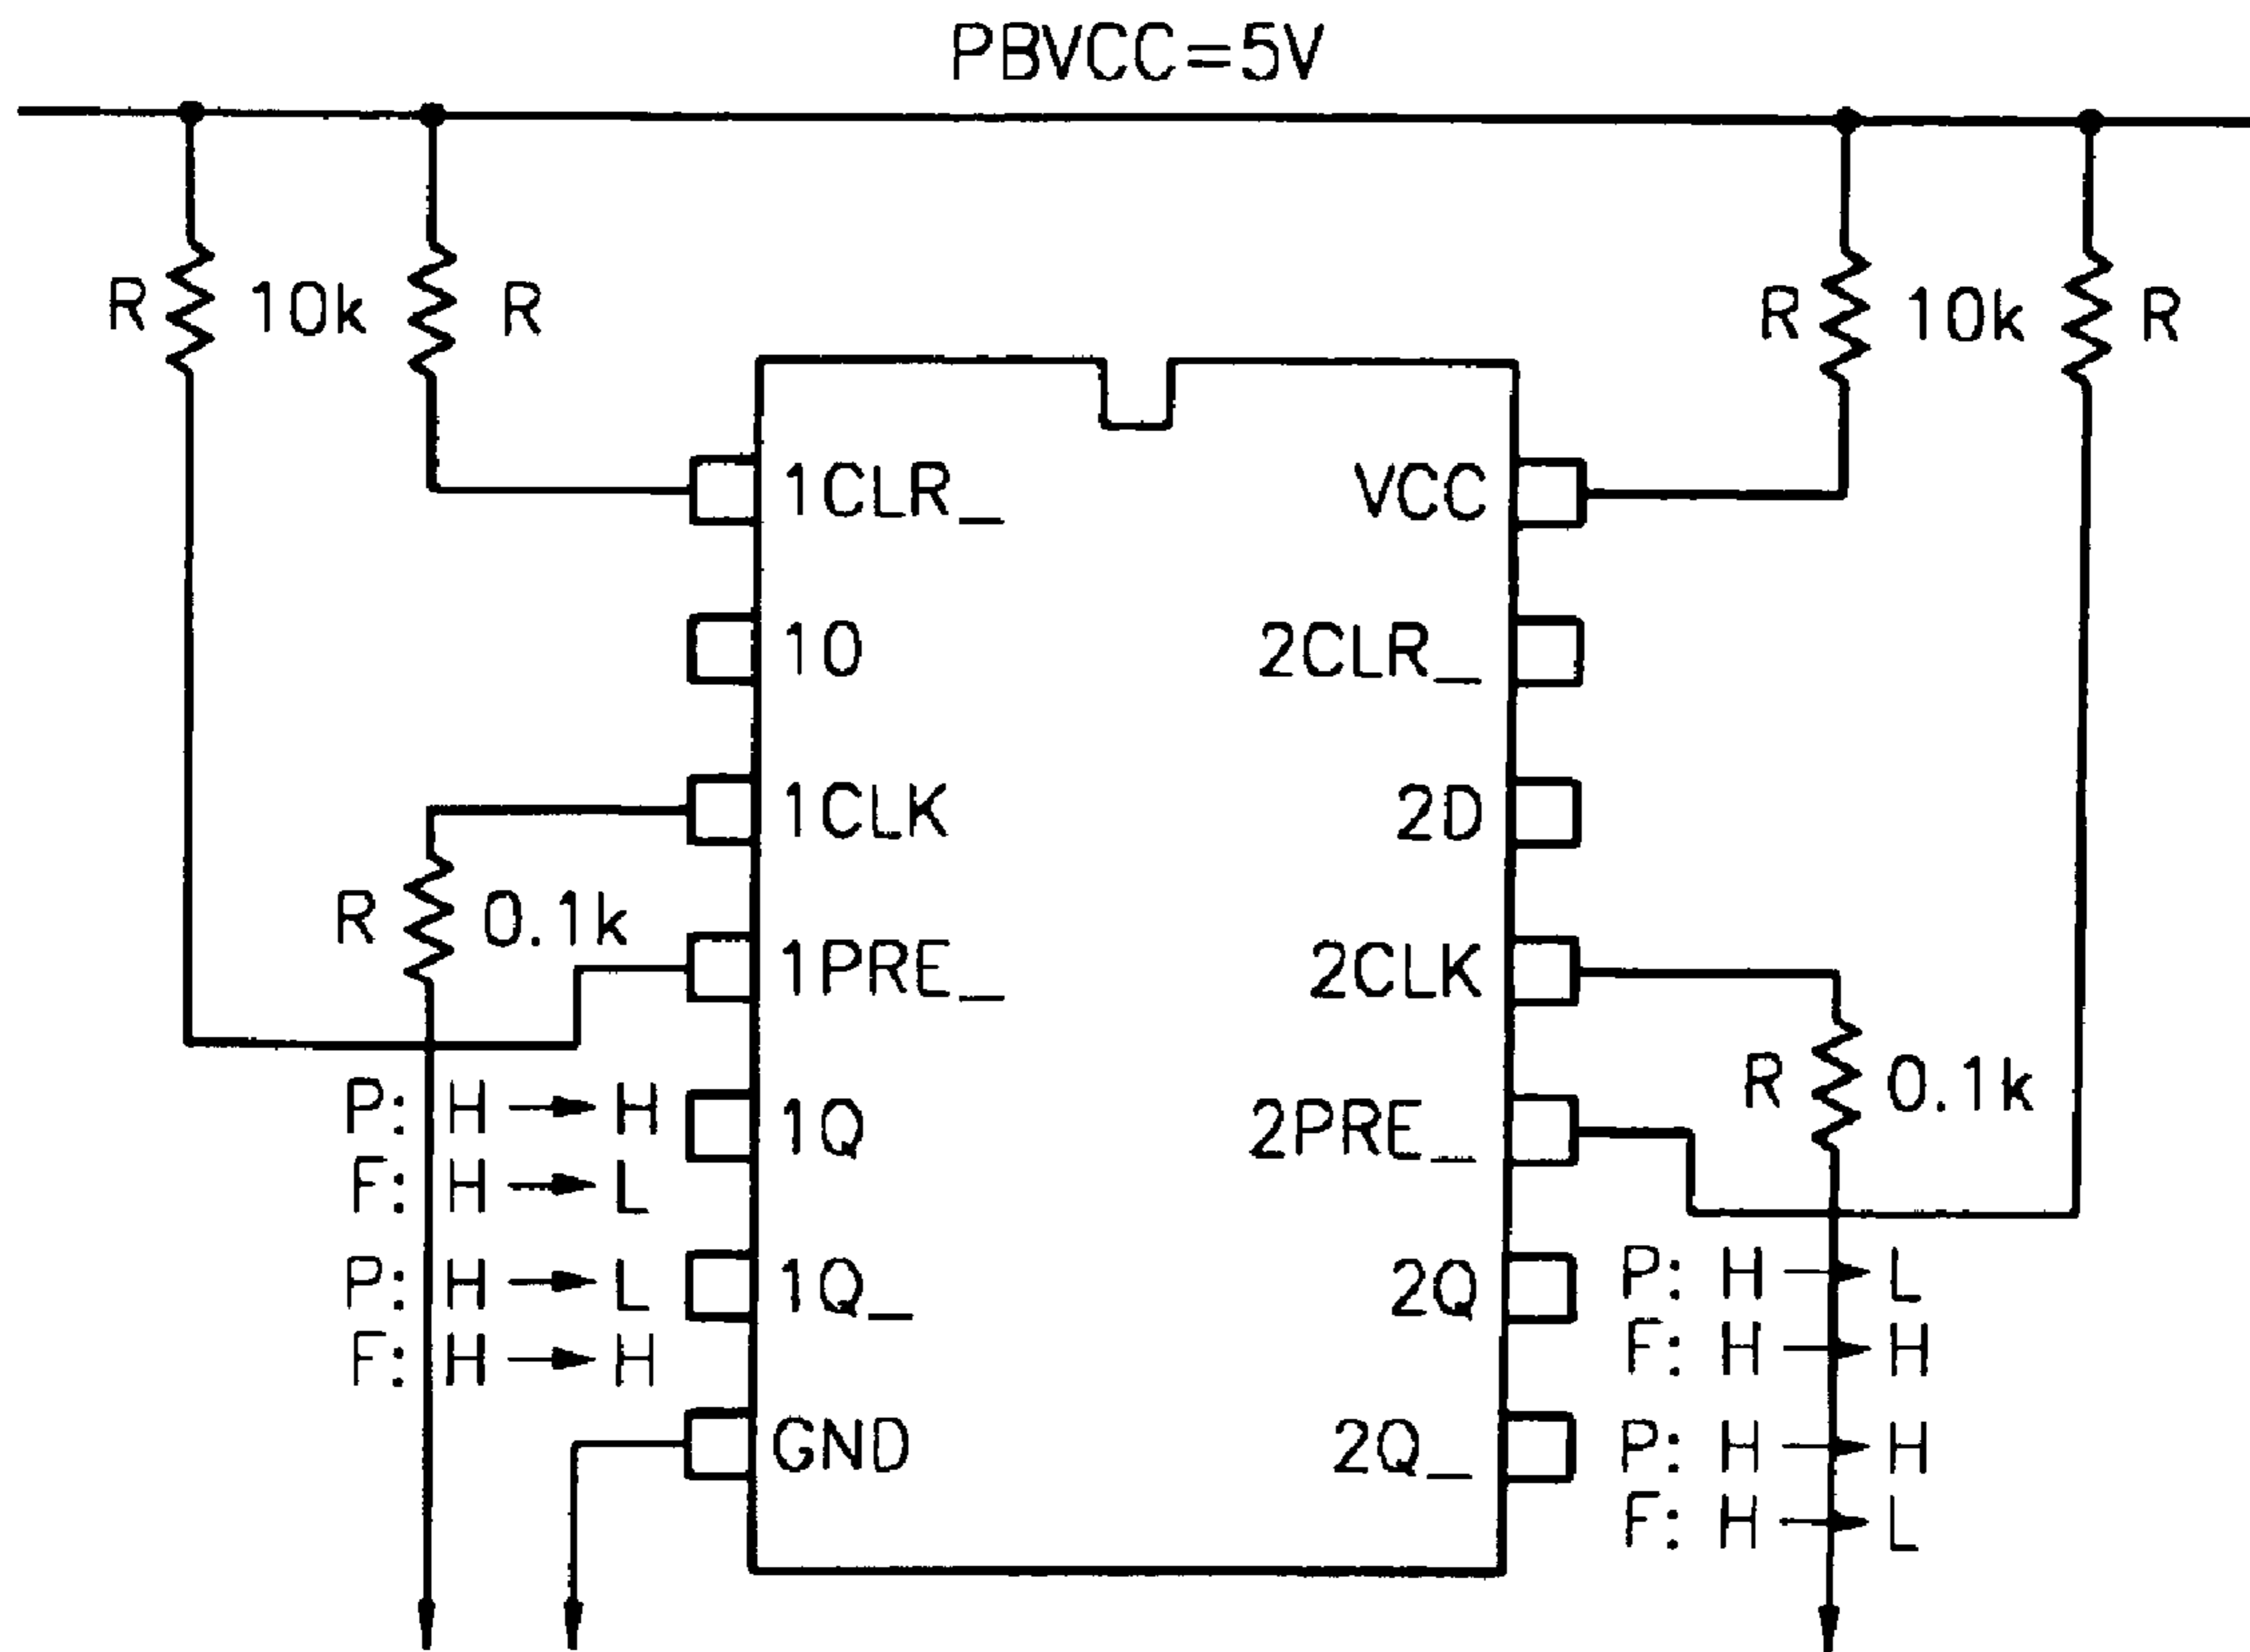 PBVCC=5V
R 10k R
R 10k R
1CLR_
VCC
10
2CLR_
1CLK
2D
R 0.1k
1PRE_
2CLK
R 0.1k
P: H → H
F: H → L
1Q
2PRE_
P: H → L
F: H → H
1Q_
2Q
P: H → L
F: H → H
GND
2Q_
P: H → H
F: H → L